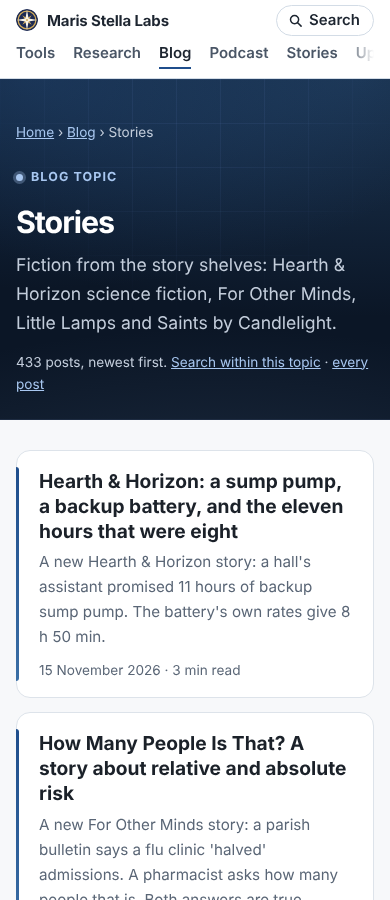 Maris Stella Labs
Search
Tools Research Blog Podcast Stories Up
Home › Blog › Stories
BLOG TOPIC
Stories
Fiction from the story shelves: Hearth &
Horizon science fiction, For Other Minds,
Little Lamps and Saints by Candlelight.
433 posts, newest first. Search within this topic · every
post
Hearth & Horizon: a sump pump,
a backup battery, and the eleven
hours that were eight
A new Hearth & Horizon story: a hall's
assistant promised 11 hours of backup
sump pump. The battery's own rates give 8
h 50 min.
15 November 2026 · 3 min read
How Many People Is That? A
story about relative and absolute
risk
A new For Other Minds story: a parish
bulletin says a flu clinic 'halved'
admissions. A pharmacist asks how many
people that is. Both answers are true.